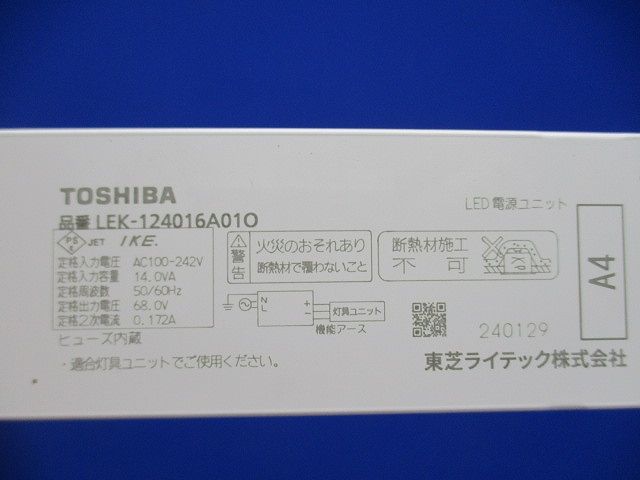 TOSHIBA
LED電源ユニット
品番 LEK-124016A01O
PS
E
JET IKE.
定格入力電圧 AC100-242V
定格入力容量 14.0VA
定格周波数 50/60Hz
定格出力電圧 68.0V
定格2次電流 0.172A
警告
火災のおそれあり
断熱材で覆わないこと
断熱材施工
不可
N
L
+
−
灯具ユニット
機能アース
ヒューズ内蔵
・適合灯具ユニットでご使用ください。
240129
東芝ライテック株式会社
A4